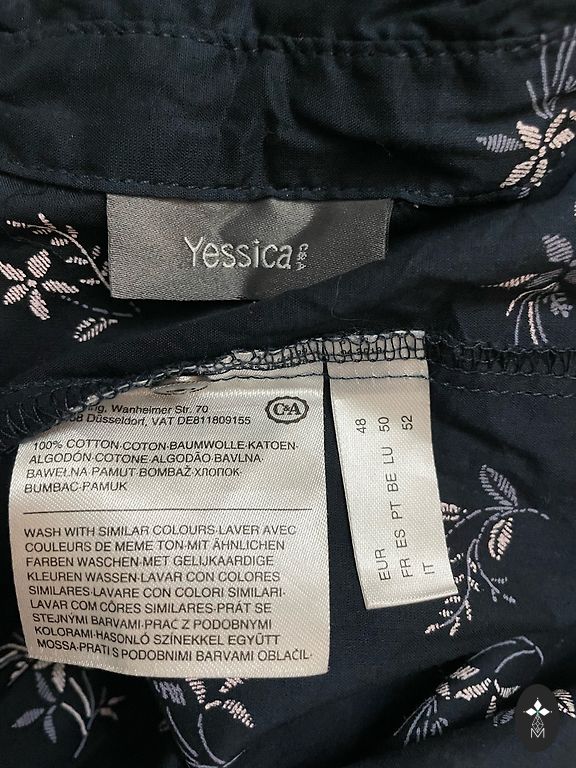 Yessica
C&A
Wanheimer Str. 70
Düsseldorf, VAT DE811809155
C&A
100% COTTON·COTON·BAUMWOLLE·KATOEN·
ALGODÓN·COTONE·ALGODÃO·BAVLNA·
BAWEŁNA·PAMUT·BOMBAŽ·ХЛОПОК·
BUMBAC·PAMUK
WASH WITH SIMILAR COLOURS·LAVER AVEC
COULEURS DE MEME TON·MIT ÄHNLICHEN
FARBEN WASCHEN·MET GELIJKAARDIGE
KLEUREN WASSEN·LAVAR CON COLORES
SIMILARES·LAVARE CON COLORI SIMILARI·
LAVAR COM CÔRES SIMILARES·PRÁT SE
STEJNÝMI BARVAMI·PRAĆ Z PODOBNYMI
KOLORAMI·HASONLÓ SZÍNEKKEL EGYÜTT
MOSSA·PRATI S PODOBNIMI BARVAMI OBLAČIL·
EUR 48
FR ES PT BE LU 50
IT 52
M